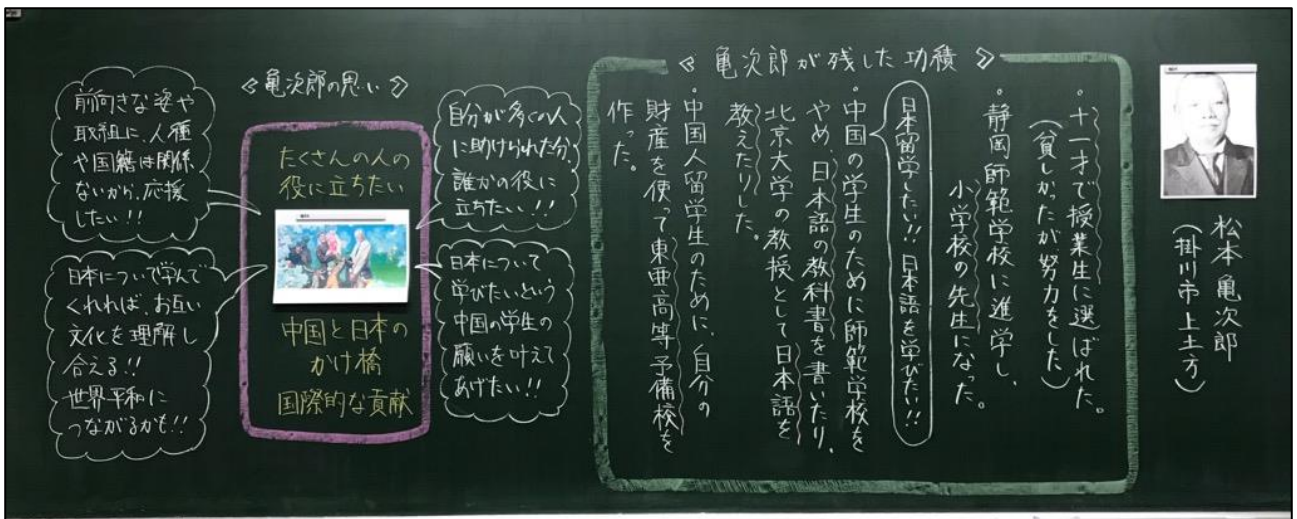 松本亀次郎
（掛川市上土方）
≪亀次郎が残した功績≫
・十一才で授業生に選ばれた。
（貧しかったが努力をした）
・静岡師範学校に進学し、
小学校の先生になった。
日本留学したい!!日本語を学びたい!!
・中国の学生のために師範学校を
やめ、日本語の教科書を書いたり、
北京大学の教授として日本語を
教えたりした。
・中国人留学生のために、自分の
財産を使って東亜高等予備校を
作った。
≪亀次郎の思い≫
自分が多くの人
に助けられた分、
誰かの役に
立ちたい!!
日本について
学びたいという
中国の学生の
願いを叶えて
あげたい!!
たくさんの人の
役に立ちたい
中国と日本の
かけ橋
国際的な貢献
前向きな姿や
取組に、人種
や国籍は関係
ないから、応援
したい!!
日本について学んで
くれれば、お互い
文化を理解し
合える!!
世界平和に
つながるかも!!